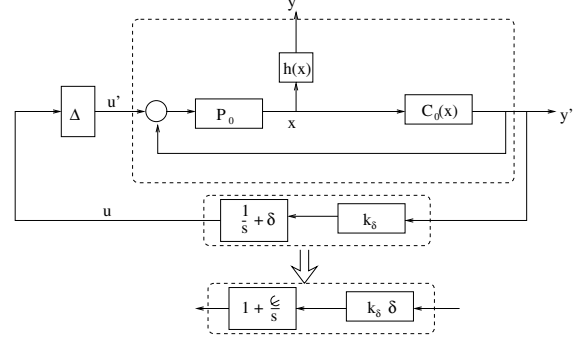 y
h(x)
Δ
u'
P₀
x
C₀(x)
y'
u
1/s + δ
k_δ
1 + ϵ/s
k_δ δ